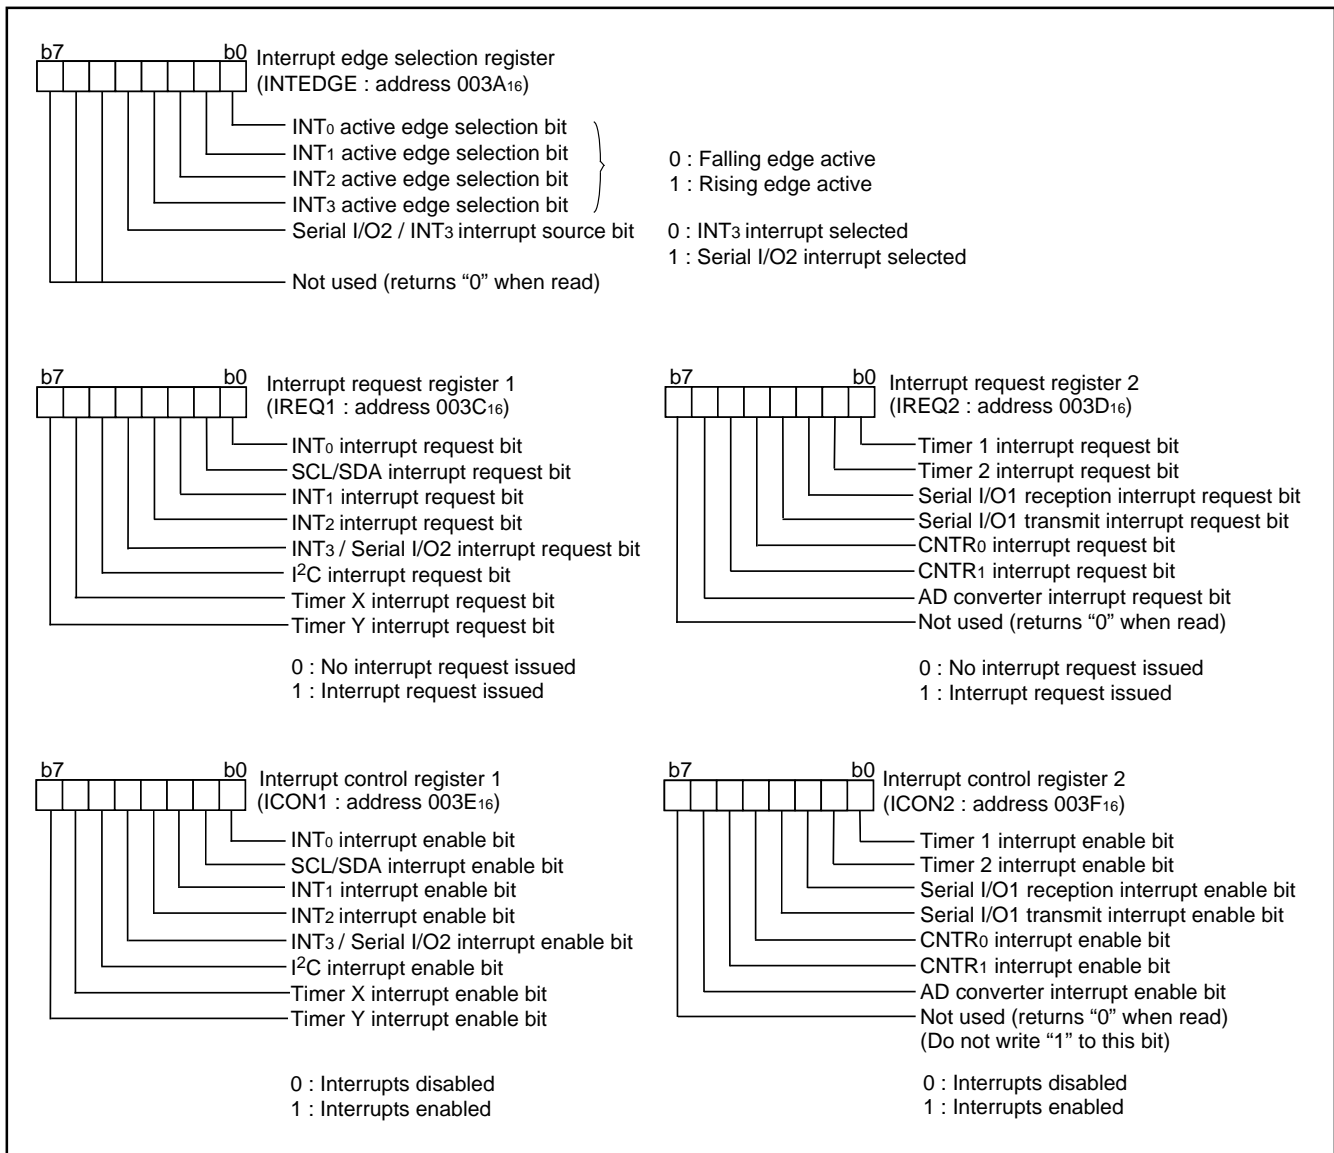 b7 b0 Interrupt edge selection register
(INTEDGE : address 003A16)
INT0 active edge selection bit
INT1 active edge selection bit
INT2 active edge selection bit
INT3 active edge selection bit
0 : Falling edge active
1 : Rising edge active
Serial I/O2 / INT3 interrupt source bit
0 : INT3 interrupt selected
1 : Serial I/O2 interrupt selected
Not used (returns “0” when read)
b7 b0 Interrupt request register 1
(IREQ1 : address 003C16)
INT0 interrupt request bit
SCL/SDA interrupt request bit
INT1 interrupt request bit
INT2 interrupt request bit
INT3 / Serial I/O2 interrupt request bit
I2C interrupt request bit
Timer X interrupt request bit
Timer Y interrupt request bit
0 : No interrupt request issued
1 : Interrupt request issued
b7 b0 Interrupt request register 2
(IREQ2 : address 003D16)
Timer 1 interrupt request bit
Timer 2 interrupt request bit
Serial I/O1 reception interrupt request bit
Serial I/O1 transmit interrupt request bit
CNTR0 interrupt request bit
CNTR1 interrupt request bit
AD converter interrupt request bit
Not used (returns “0” when read)
0 : No interrupt request issued
1 : Interrupt request issued
b7 b0 Interrupt control register 1
(ICON1 : address 003E16)
INT0 interrupt enable bit
SCL/SDA interrupt enable bit
INT1 interrupt enable bit
INT2 interrupt enable bit
INT3 / Serial I/O2 interrupt enable bit
I2C interrupt enable bit
Timer X interrupt enable bit
Timer Y interrupt enable bit
0 : Interrupts disabled
1 : Interrupts enabled
b7 b0 Interrupt control register 2
(ICON2 : address 003F16)
Timer 1 interrupt enable bit
Timer 2 interrupt enable bit
Serial I/O1 reception interrupt enable bit
Serial I/O1 transmit interrupt enable bit
CNTR0 interrupt enable bit
CNTR1 interrupt enable bit
AD converter interrupt enable bit
Not used (returns “0” when read)
(Do not write “1” to this bit)
0 : Interrupts disabled
1 : Interrupts enabled